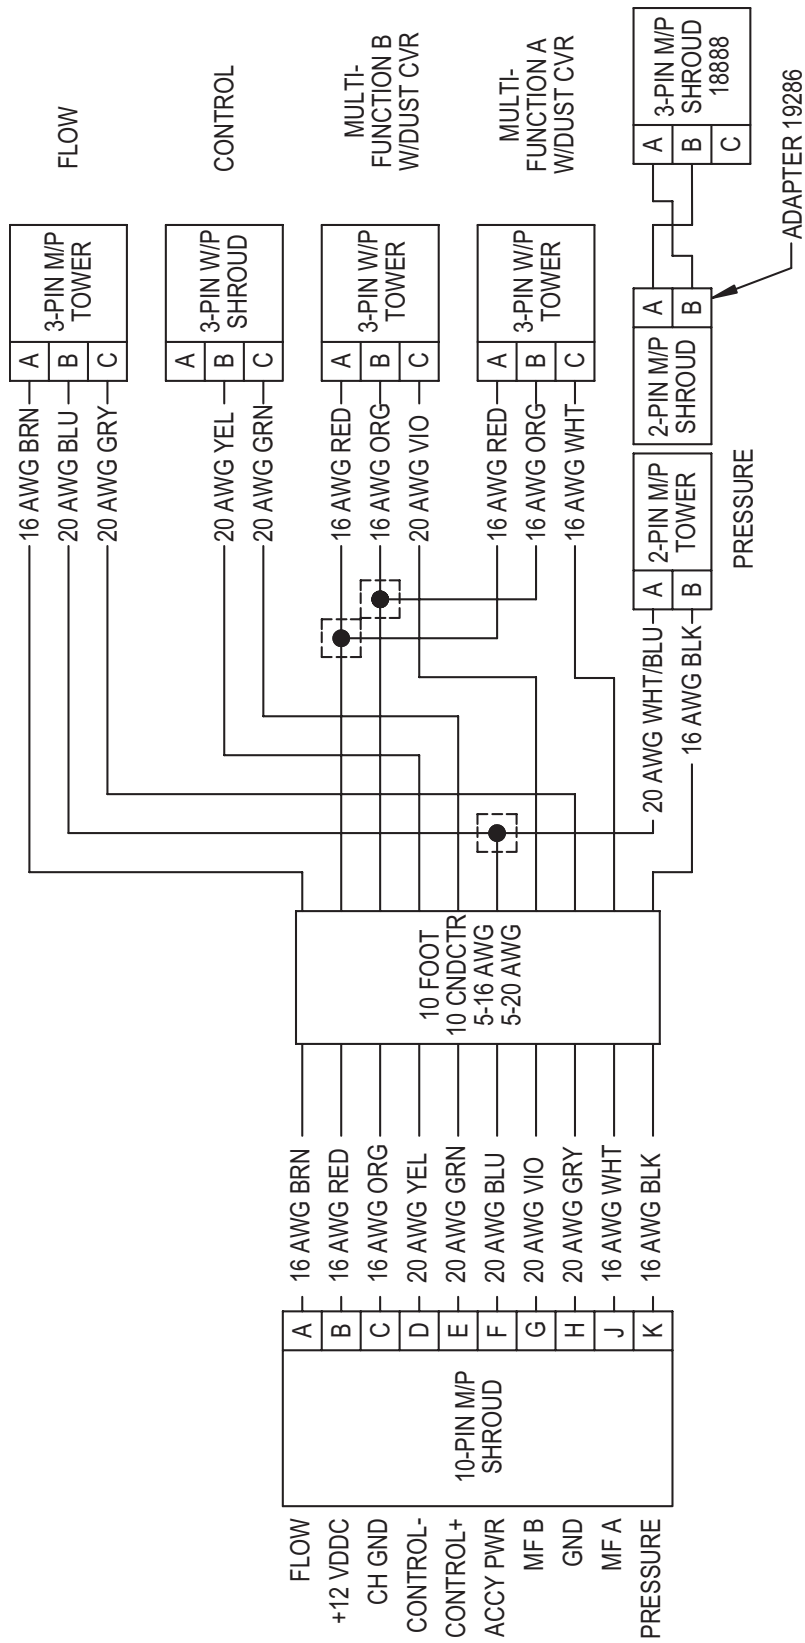 FLOW
+12 VDDC
CH GND
CONTROL-
CONTROL+
ACCY PWR
MF B
GND
MF A
PRESSURE
10-PIN M/P
SHROUD
A
B
C
D
E
F
G
H
J
K
16 AWG BRN
16 AWG RED
16 AWG ORG
20 AWG YEL
20 AWG GRN
20 AWG BLU
20 AWG VIO
20 AWG GRY
16 AWG WHT
16 AWG BLK
10 FOOT
10 CNDCTR
5-16 AWG
5-20 AWG
16 AWG BRN
20 AWG BLU
20 AWG GRY
A
B
C
3-PIN M/P
TOWER
FLOW
20 AWG YEL
20 AWG GRN
A
B
C
3-PIN W/P
SHROUD
CONTROL
16 AWG RED
16 AWG ORG
20 AWG VIO
A
B
C
3-PIN W/P
TOWER
MULTI-
FUNCTION B
W/DUST CVR
16 AWG RED
16 AWG ORG
16 AWG WHT
A
B
C
3-PIN W/P
TOWER
MULTI-
FUNCTION A
W/DUST CVR
20 AWG WHT/BLU
16 AWG BLK
A
B
2-PIN M/P
TOWER
PRESSURE
2-PIN M/P
SHROUD
A
B
A
B
C
3-PIN M/P
SHROUD
18888
ADAPTER 19286